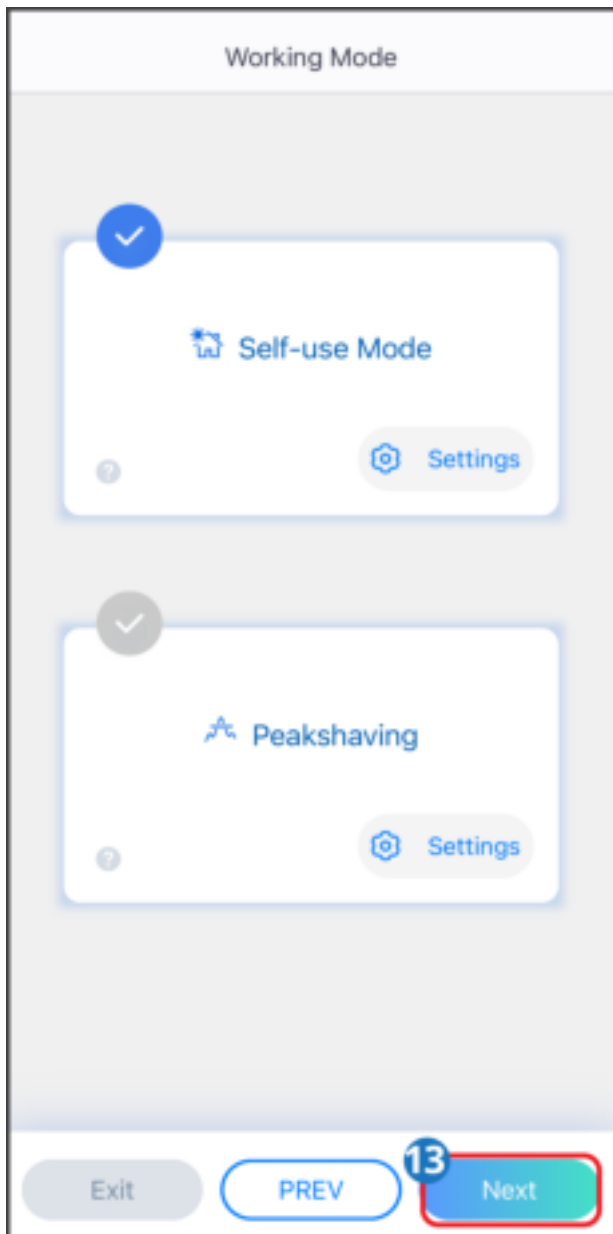 Working Mode
Self-use Mode
?
Settings
Peakshaving
?
Settings
13
Exit
PREV
Next